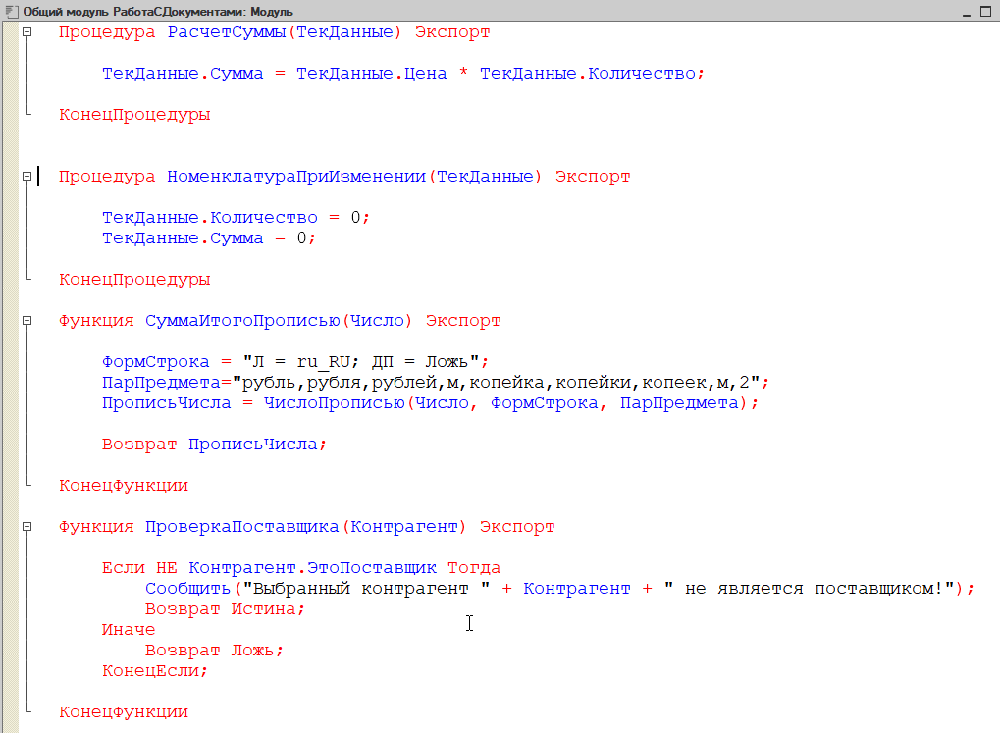 Общий модуль РаботаСДокументами: Модуль
Процедура РасчетСуммы(ТекДанные) Экспорт
ТекДанные.Сумма = ТекДанные.Цена * ТекДанные.Количество;
КонецПроцедуры
Процедура НоменклатураПриИзменении(ТекДанные) Экспорт
ТекДанные.Количество = 0;
ТекДанные.Сумма = 0;
КонецПроцедуры
Функция СуммаИтогоПрописью(Число) Экспорт
ФормСтрока = "Л = ru_RU; ДП = Ложь";
ПарПредмета="рубль,рубля,рублей,м,копейка,копейки,копеек,м,2";
ПрописьЧисла = ЧислоПрописью(Число, ФормСтрока, ПарПредмета);
Возврат ПрописьЧисла;
КонецФункции
Функция ПроверкаПоставщика(Контрагент) Экспорт
Если НЕ Контрагент.ЭтоПоставщик Тогда
Сообщить("Выбранный контрагент " + Контрагент + " не является поставщиком!");
Возврат Истина;
Иначе
Возврат Ложь;
КонецЕсли;
КонецФункции